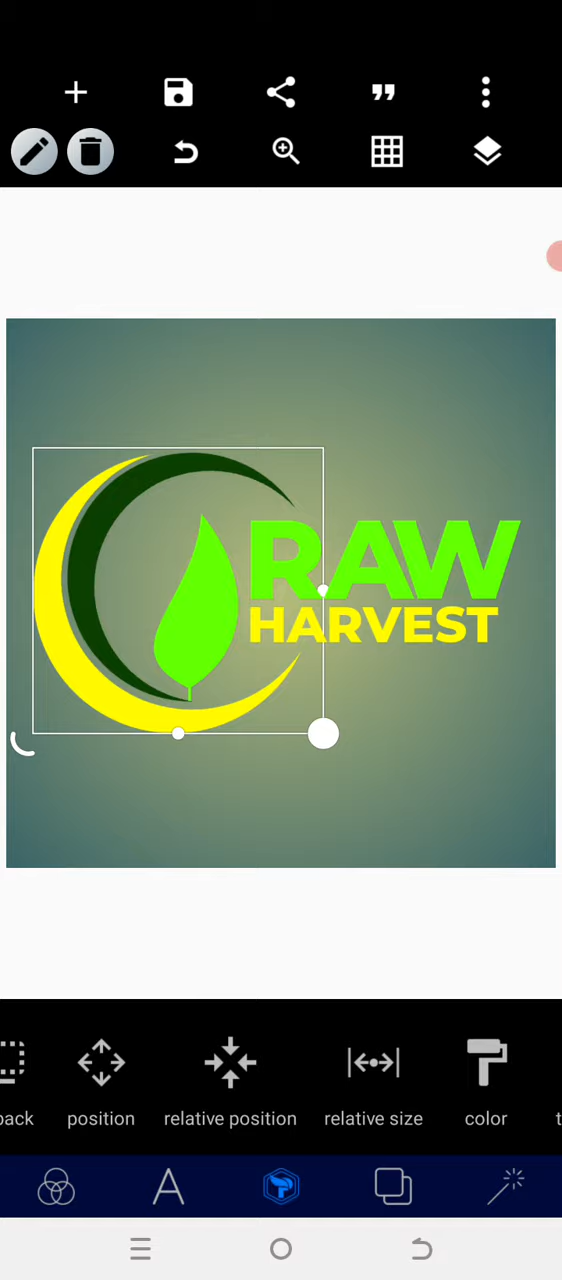 RAW
HARVEST
back
position
relative position
relative size
color